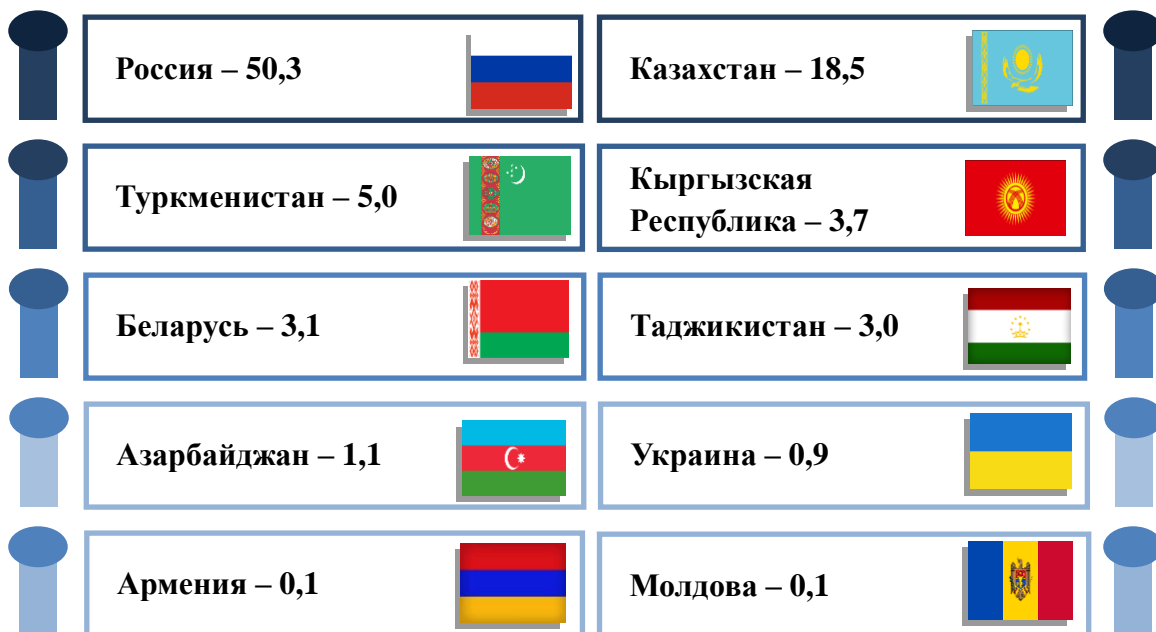 Россия – 50,3
Казахстан – 18,5
Туркменистан – 5,0
Кыргызская
Республика – 3,7
Беларусь – 3,1
Таджикистан – 3,0
Азарбайджан – 1,1
Украина – 0,9
Армения – 0,1
Молдова – 0,1